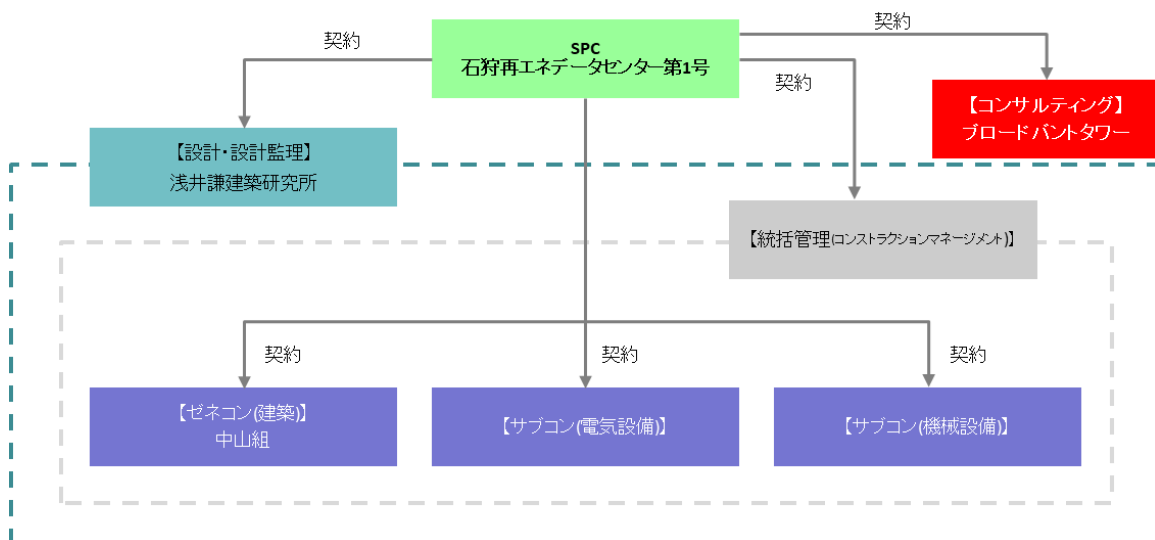 契約
SPC
石狩再エネデータセンター第1号
契約
契約
【コンサルティング】
ブロードバントタワー
【設計・設計監理】
浅井謙建築研究所
【統括管理(コンストラクションマネージメント)】
契約
契約
契約
【ゼネコン(建築)】
中山組
【サブコン(電気設備)】
【サブコン(機械設備)】